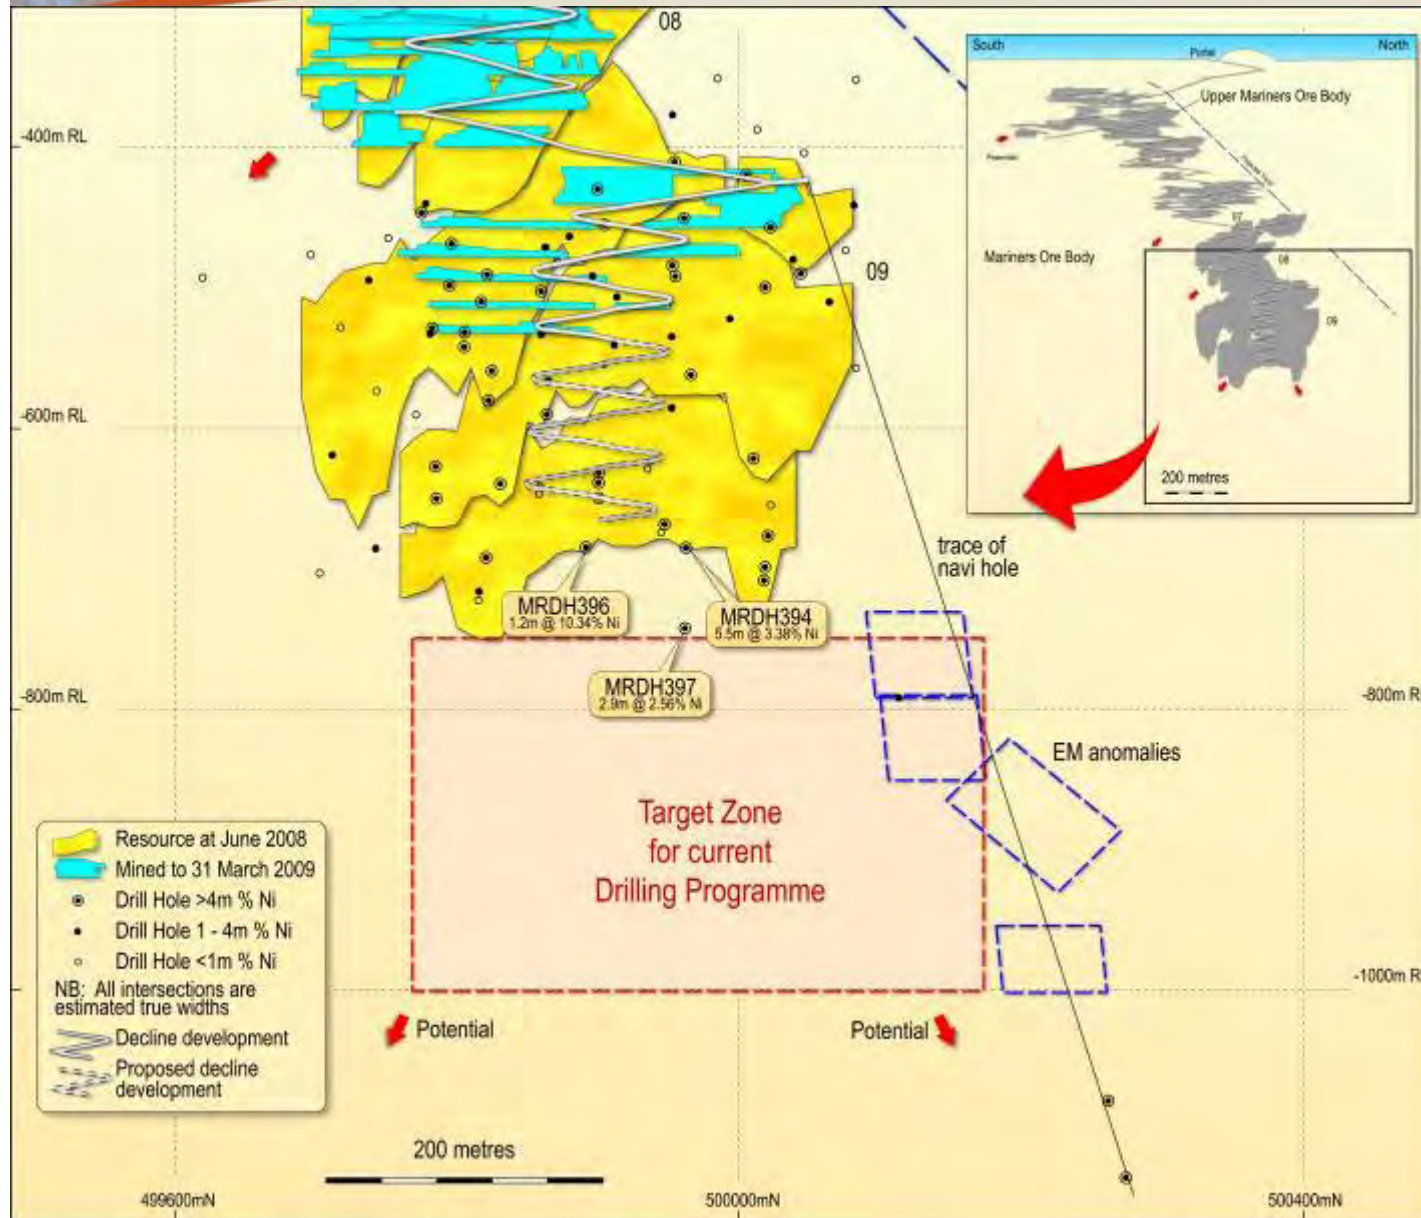 08
-400m RL
09
-600m RL
MRDH396
1.2m @ 10.34% Ni
MRDH394
5.5m @ 3.38% Ni
MRDH397
2.9m @ 2.56% Ni
trace of
navi hole
-800m RL
-800m R
EM anomalies
Target Zone
for current
Drilling Programme
-1000m R
Potential
Potential
Resource at June 2008
Mined to 31 March 2009
Drill Hole >4m % Ni
Drill Hole 1 - 4m % Ni
Drill Hole <1m % Ni
NB: All intersections are
estimated true widths
Decline development
Proposed decline
development
200 metres
499600mN
500000mN
500400mN
South
North
Portal
Upper Mariners Ore Body
Potential
07
Mariners Ore Body
08
09
200 metres